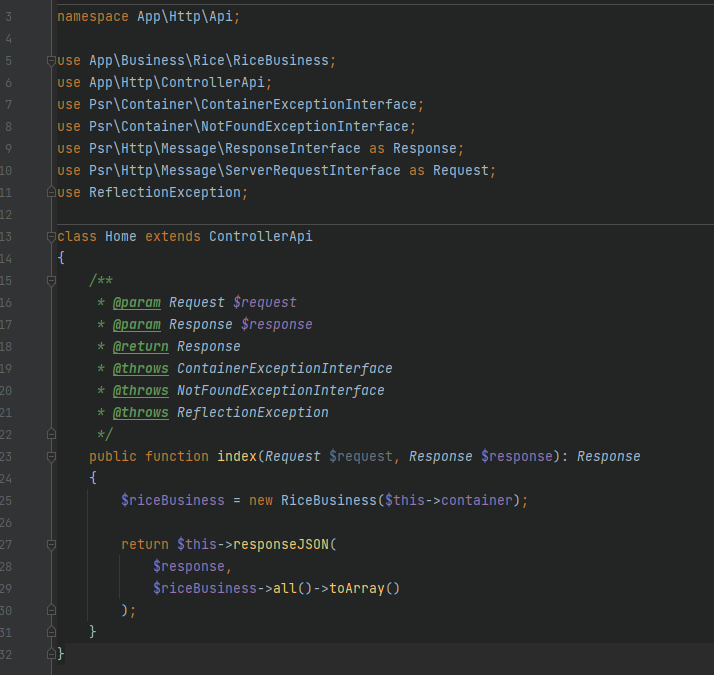 3 namespace App\Http\Api;
4
5 use App\Business\Rice\RiceBusiness;
6 use App\Http\ControllerApi;
7 use Psr\Container\ContainerExceptionInterface;
8 use Psr\Container\NotFoundExceptionInterface;
9 use Psr\Http\Message\ResponseInterface as Response;
10 use Psr\Http\Message\ServerRequestInterface as Request;
11 use ReflectionException;
12
13 class Home extends ControllerApi
14 {
15     /**
16      * @param Request $request
17      * @param Response $response
18      * @return Response
19      * @throws ContainerExceptionInterface
20      * @throws NotFoundExceptionInterface
21      * @throws ReflectionException
22      */
23     public function index(Request $request, Response $response): Response
24     {
25         $riceBusiness = new RiceBusiness($this->container);
26
27         return $this->responseJSON(
28             $response,
29             $riceBusiness->all()->toArray()
30         );
31     }
32 }